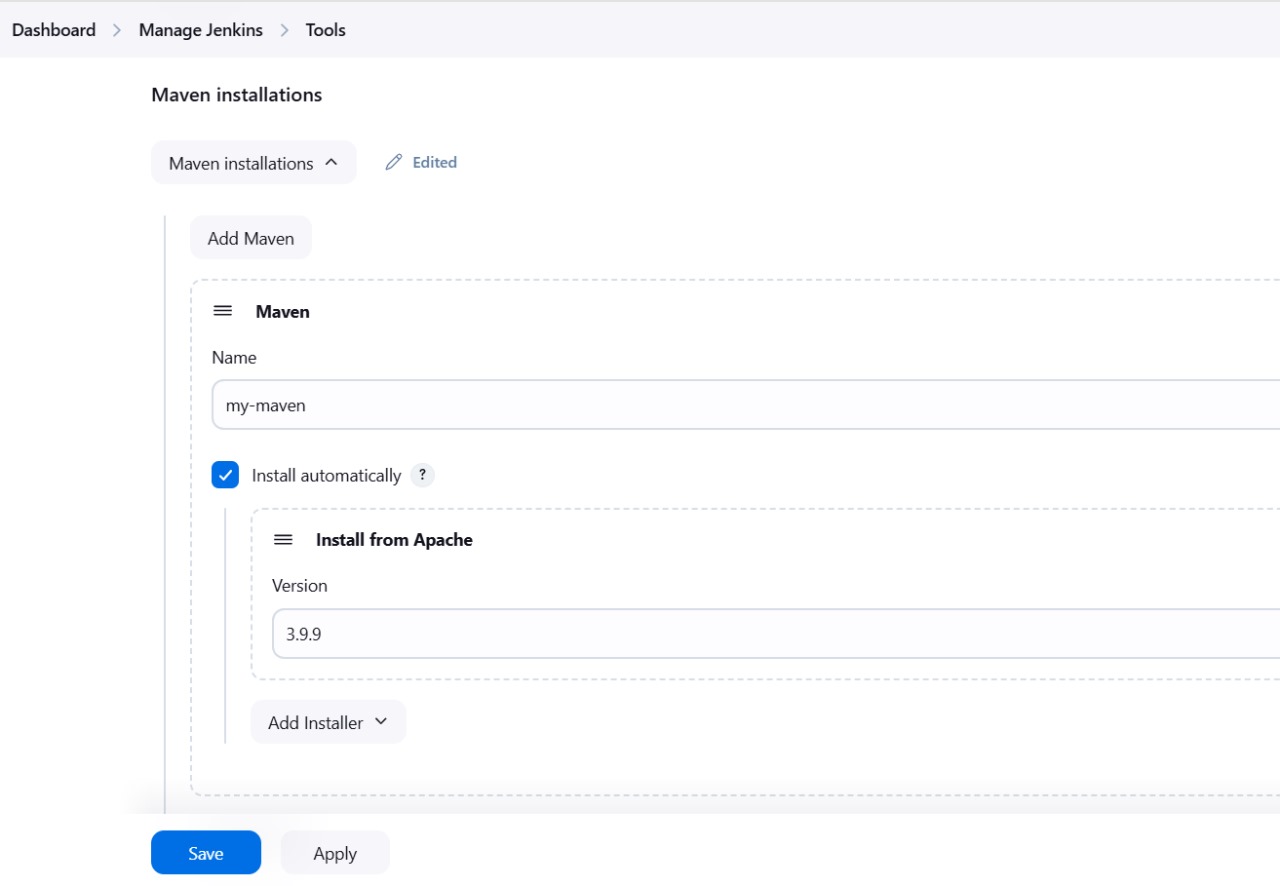 Dashboard > Manage Jenkins > Tools
Maven installations
Maven installations Edited
Add Maven
Maven
Name
my-maven
Install automatically ?
Install from Apache
Version
3.9.9
Add Installer
Save Apply